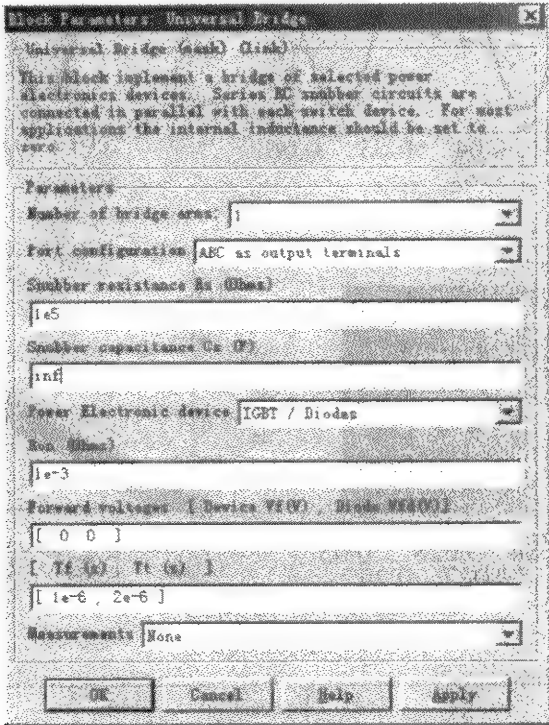 Block Parameters: Universal Bridge
Universal Bridge (mask) (link)
This block implement a bridge of selected power
electronics devices. Series RC snubber circuits are
connected in parallel with each switch device. For most
applications the internal inductance should be set to
zero
Parameters
Number of bridge arms: 1
Port configuration ABC as output terminals
Snubber resistance Rs (Ohms)
1e5
Snubber capacitance Cs (F)
inf
Power Electronic device IGBT / Diodes
Ron (Ohms)
1e-3
Forward voltages [ Device Vf(V) , Diode Vfd(V)]
[ 0 0 ]
[ Tf (s) , Tt (s) ]
[ 1e-6 , 2e-6 ]
Measurements None
OK Cancel Help Apply